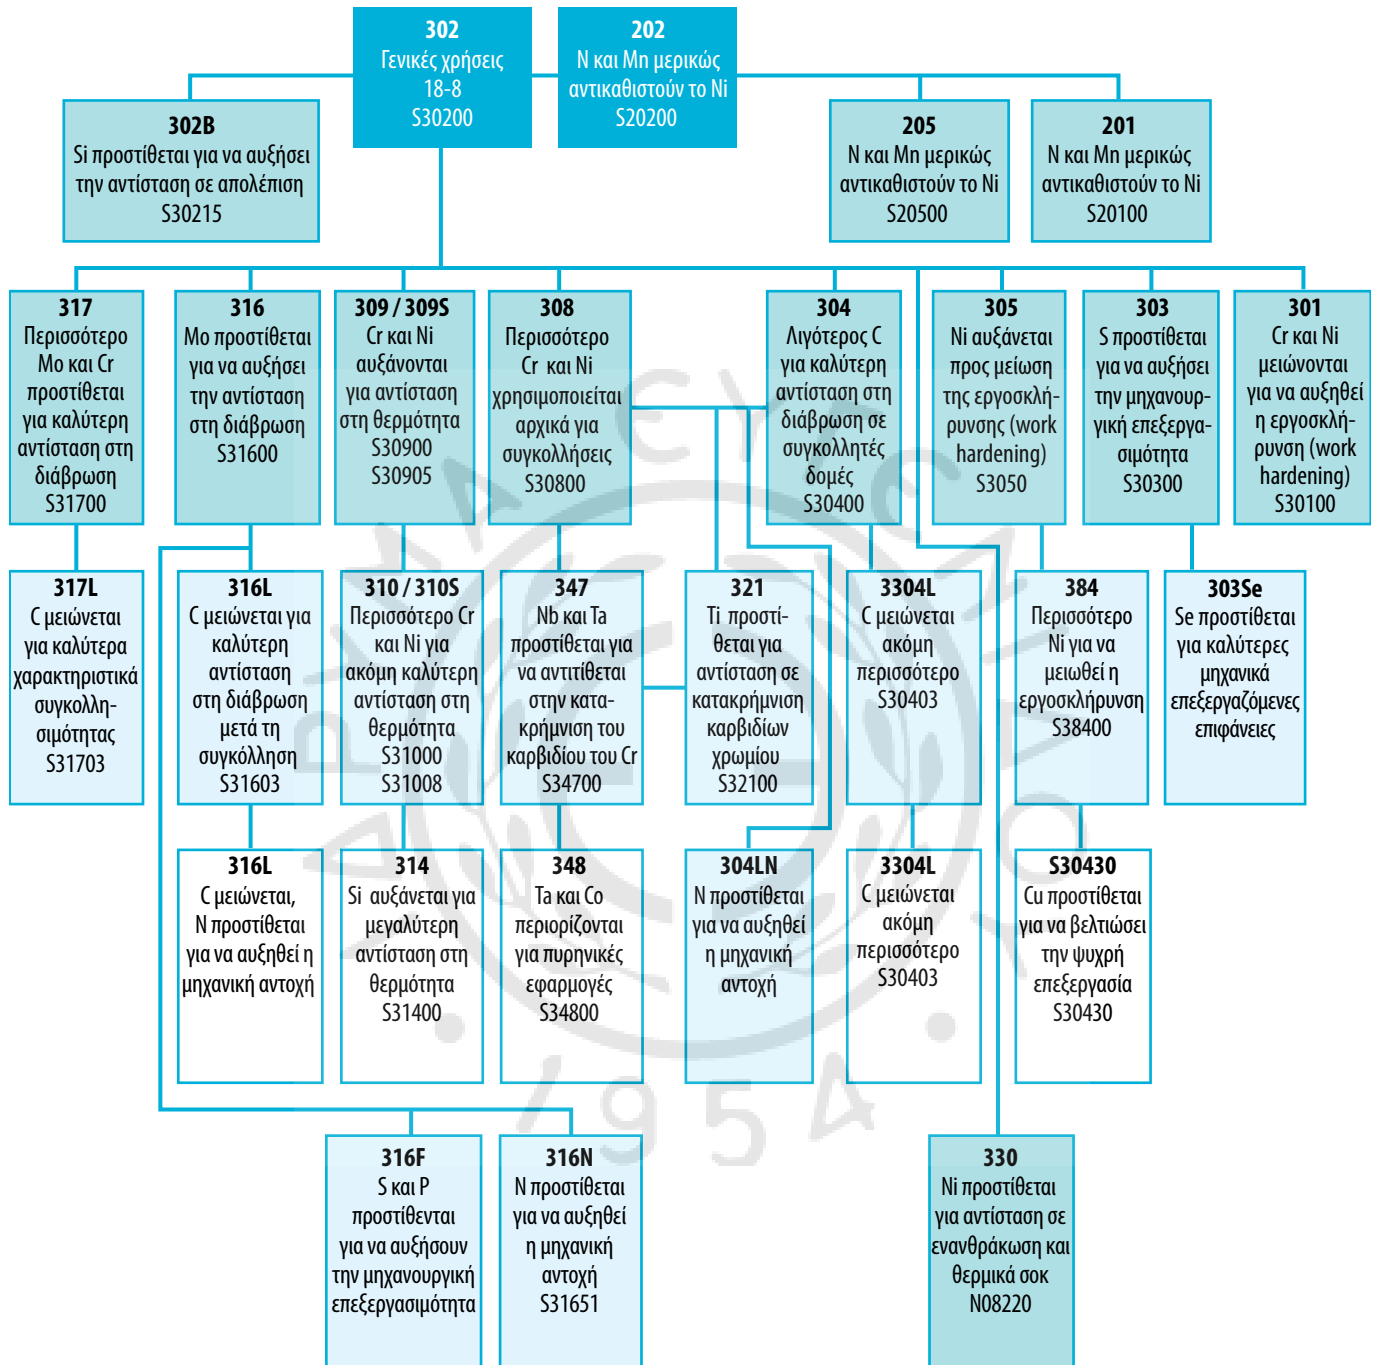 302
Γενικές χρήσεις
18-8
S30200
202
N και Mn μερικώς
αντικαθιστούν το Ni
S20200
302B
Si προστίθεται για να αυξήσει
την αντίσταση σε απολέπιση
S30215
205
N και Mn μερικώς
αντικαθιστούν το Ni
S20500
201
N και Mn μερικώς
αντικαθιστούν το Ni
S20100
317
Περισσότερο
Mo και Cr
προστίθεται
για καλύτερη
αντίσταση στη
διάβρωση
S31700
316
Mo προστίθεται
για να αυξήσει
την αντίσταση
στη διάβρωση
S31600
309 / 309S
Cr και Ni
αυξάνονται
για αντίσταση
στη θερμότητα
S30900
S30905
308
Περισσότερο
Cr και Ni
χρησιμοποιείται
αρχικά για
συγκολλήσεις
S30800
304
Λιγότερος C
για καλύτερη
αντίσταση στη
διάβρωση σε
συγκολλητές
δομές
S30400
305
Ni αυξάνεται
προς μείωση
της εργοσκλή-
ρυνσης (work
hardening)
S3050
303
S προστίθεται
για να αυξήσει
την μηχανουρ-
γική επεξεργα-
σιμότητα
S30300
301
Cr και Ni
μειώνονται
για να αυξηθεί
η εργοσκλή-
ρυνση (work
hardening)
S30100
317L
C μειώνεται
για καλύτερα
χαρακτηριστικά
συγκολλη-
σιμότητας
S31703
316L
C μειώνεται για
καλύτερη
αντίσταση
στη διάβρωση
μετά τη
συγκόλληση
S31603
310 / 310S
Περισσότερο Cr
και Ni για
ακόμη καλύτερη
αντίσταση στη
θερμότητα
S31000
S31008
347
Nb και Ta
προστίθεται για
να αντιτίθεται
στην κατα-
κρήμνιση του
καρβιδίου του Cr
S34700
321
Ti προστί-
θεται για
αντίσταση σε
κατακρήμνιση
καρβιδίων
χρωμίου
S32100
3304L
C μειώνεται
ακόμη
περισσότερο
S30403
384
Περισσότερο
Ni για να
μειωθεί η
εργοσκλήρυνση
S38400
303Se
Se προστίθεται
για καλύτερες
μηχανικά
επεξεργαζόμενες
επιφάνειες
316L
C μειώνεται,
N προστίθεται
για να αυξηθεί η
μηχανική αντοχή
314
Si αυξάνεται για
μεγαλύτερη
αντίσταση στη
θερμότητα
S31400
348
Ta και Co
περιορίζονται
για πυρηνικές
εφαρμογές
S34800
304LN
N προστίθεται
για να αυξηθεί
η μηχανική
αντοχή
3304L
C μειώνεται
ακόμη
περισσότερο
S30403
S30430
Cu προστίθεται
για να βελτιώσει
την ψυχρή
επεξεργασία
S30430
316F
S και P
προστίθενται
για να αυξήσουν
την μηχανουργική
επεξεργασιμότητα
316N
N προστίθεται
για να αυξηθεί
η μηχανική
αντοχή
S31651
330
Ni προστίθεται
για αντίσταση σε
ενανθράκωση και
θερμικά σοκ
N08220
ΙΔΡΥΜΑ ΕΥΓΕΝΙΔΟΥ
1954